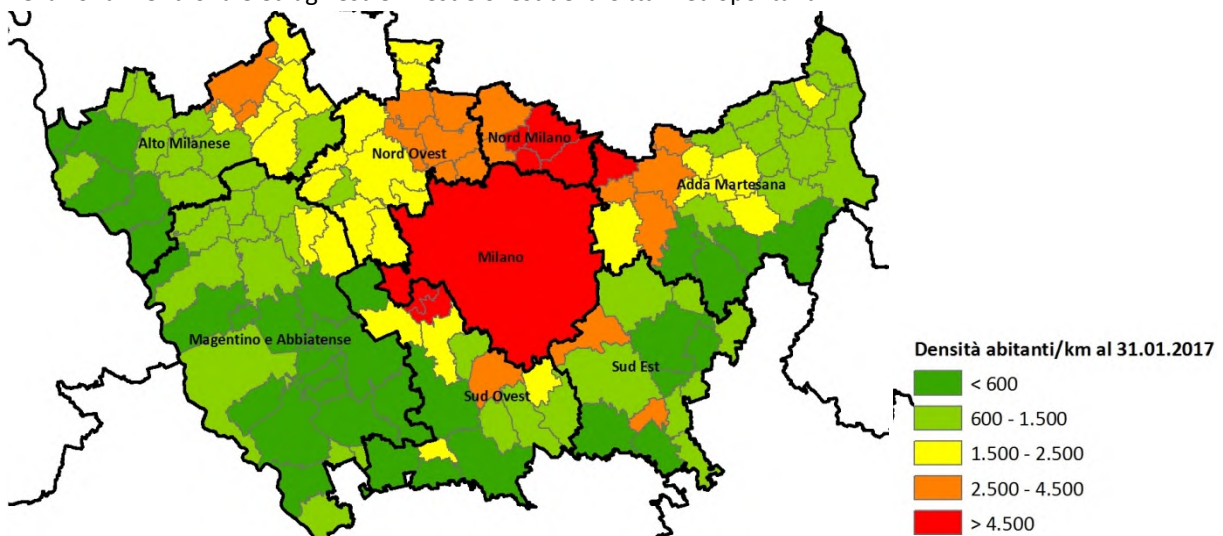 Alto Milanese
Nord Ovest
Nord Milano
Adda Martesana
Milano
Magentino e Abbiatense
Sud Est
Sud Ovest
Densità abitanti/km al 31.01.2017
< 600
600 - 1.500
1.500 - 2.500
2.500 - 4.500
> 4.500